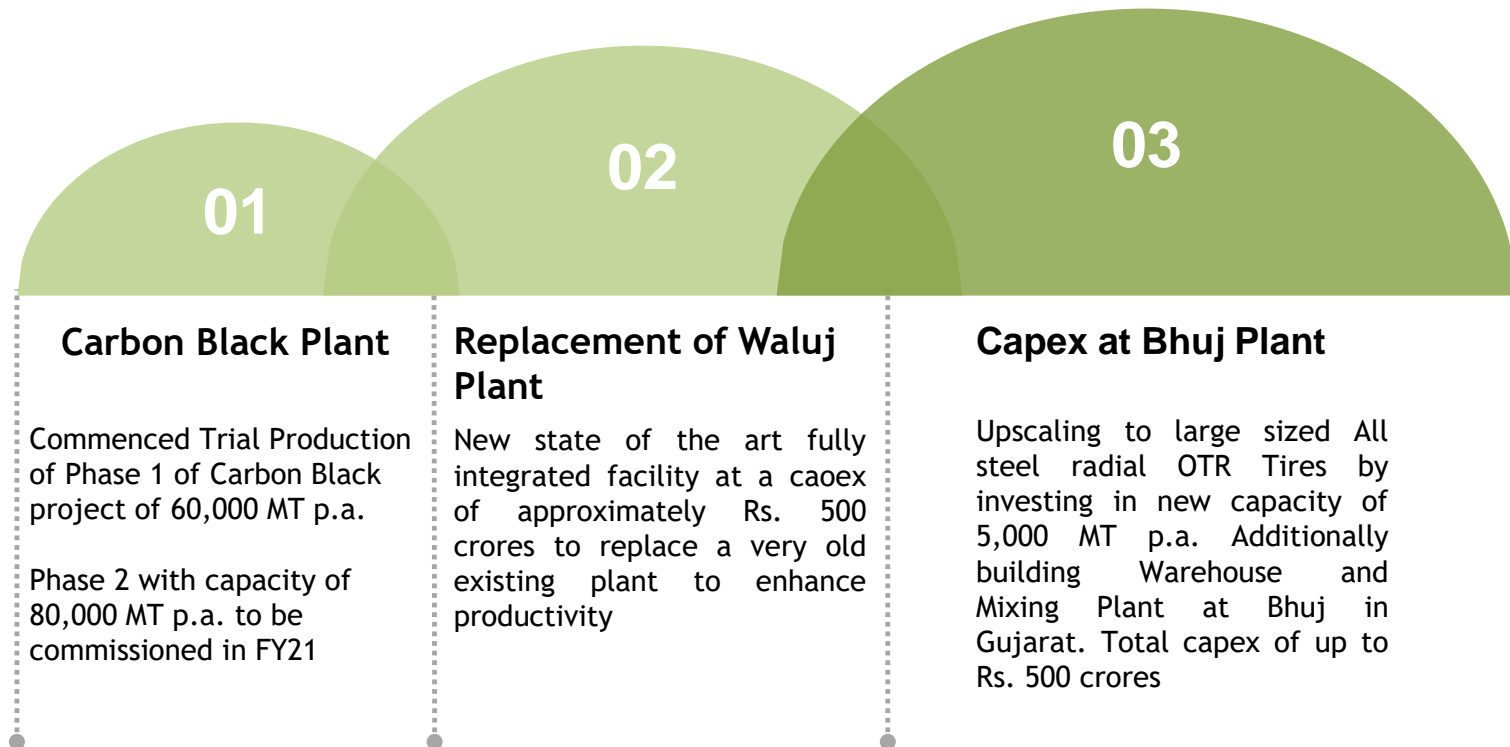 01
02
03
Carbon Black Plant
Commenced Trial Production
of Phase 1 of Carbon Black
project of 60,000 MT p.a.
Phase 2 with capacity of
80,000 MT p.a. to be
commissioned in FY21
Replacement of Waluj
Plant
New state of the art fully
integrated facility at a caoex
of approximately Rs. 500
crores to replace a very old
existing plant to enhance
productivity
Capex at Bhuj Plant
Upscaling to large sized All
steel radial OTR Tires by
investing in new capacity of
5,000 MT p.a. Additionally
building Warehouse and
Mixing Plant at Bhuj in
Gujarat. Total capex of up to
Rs. 500 crores